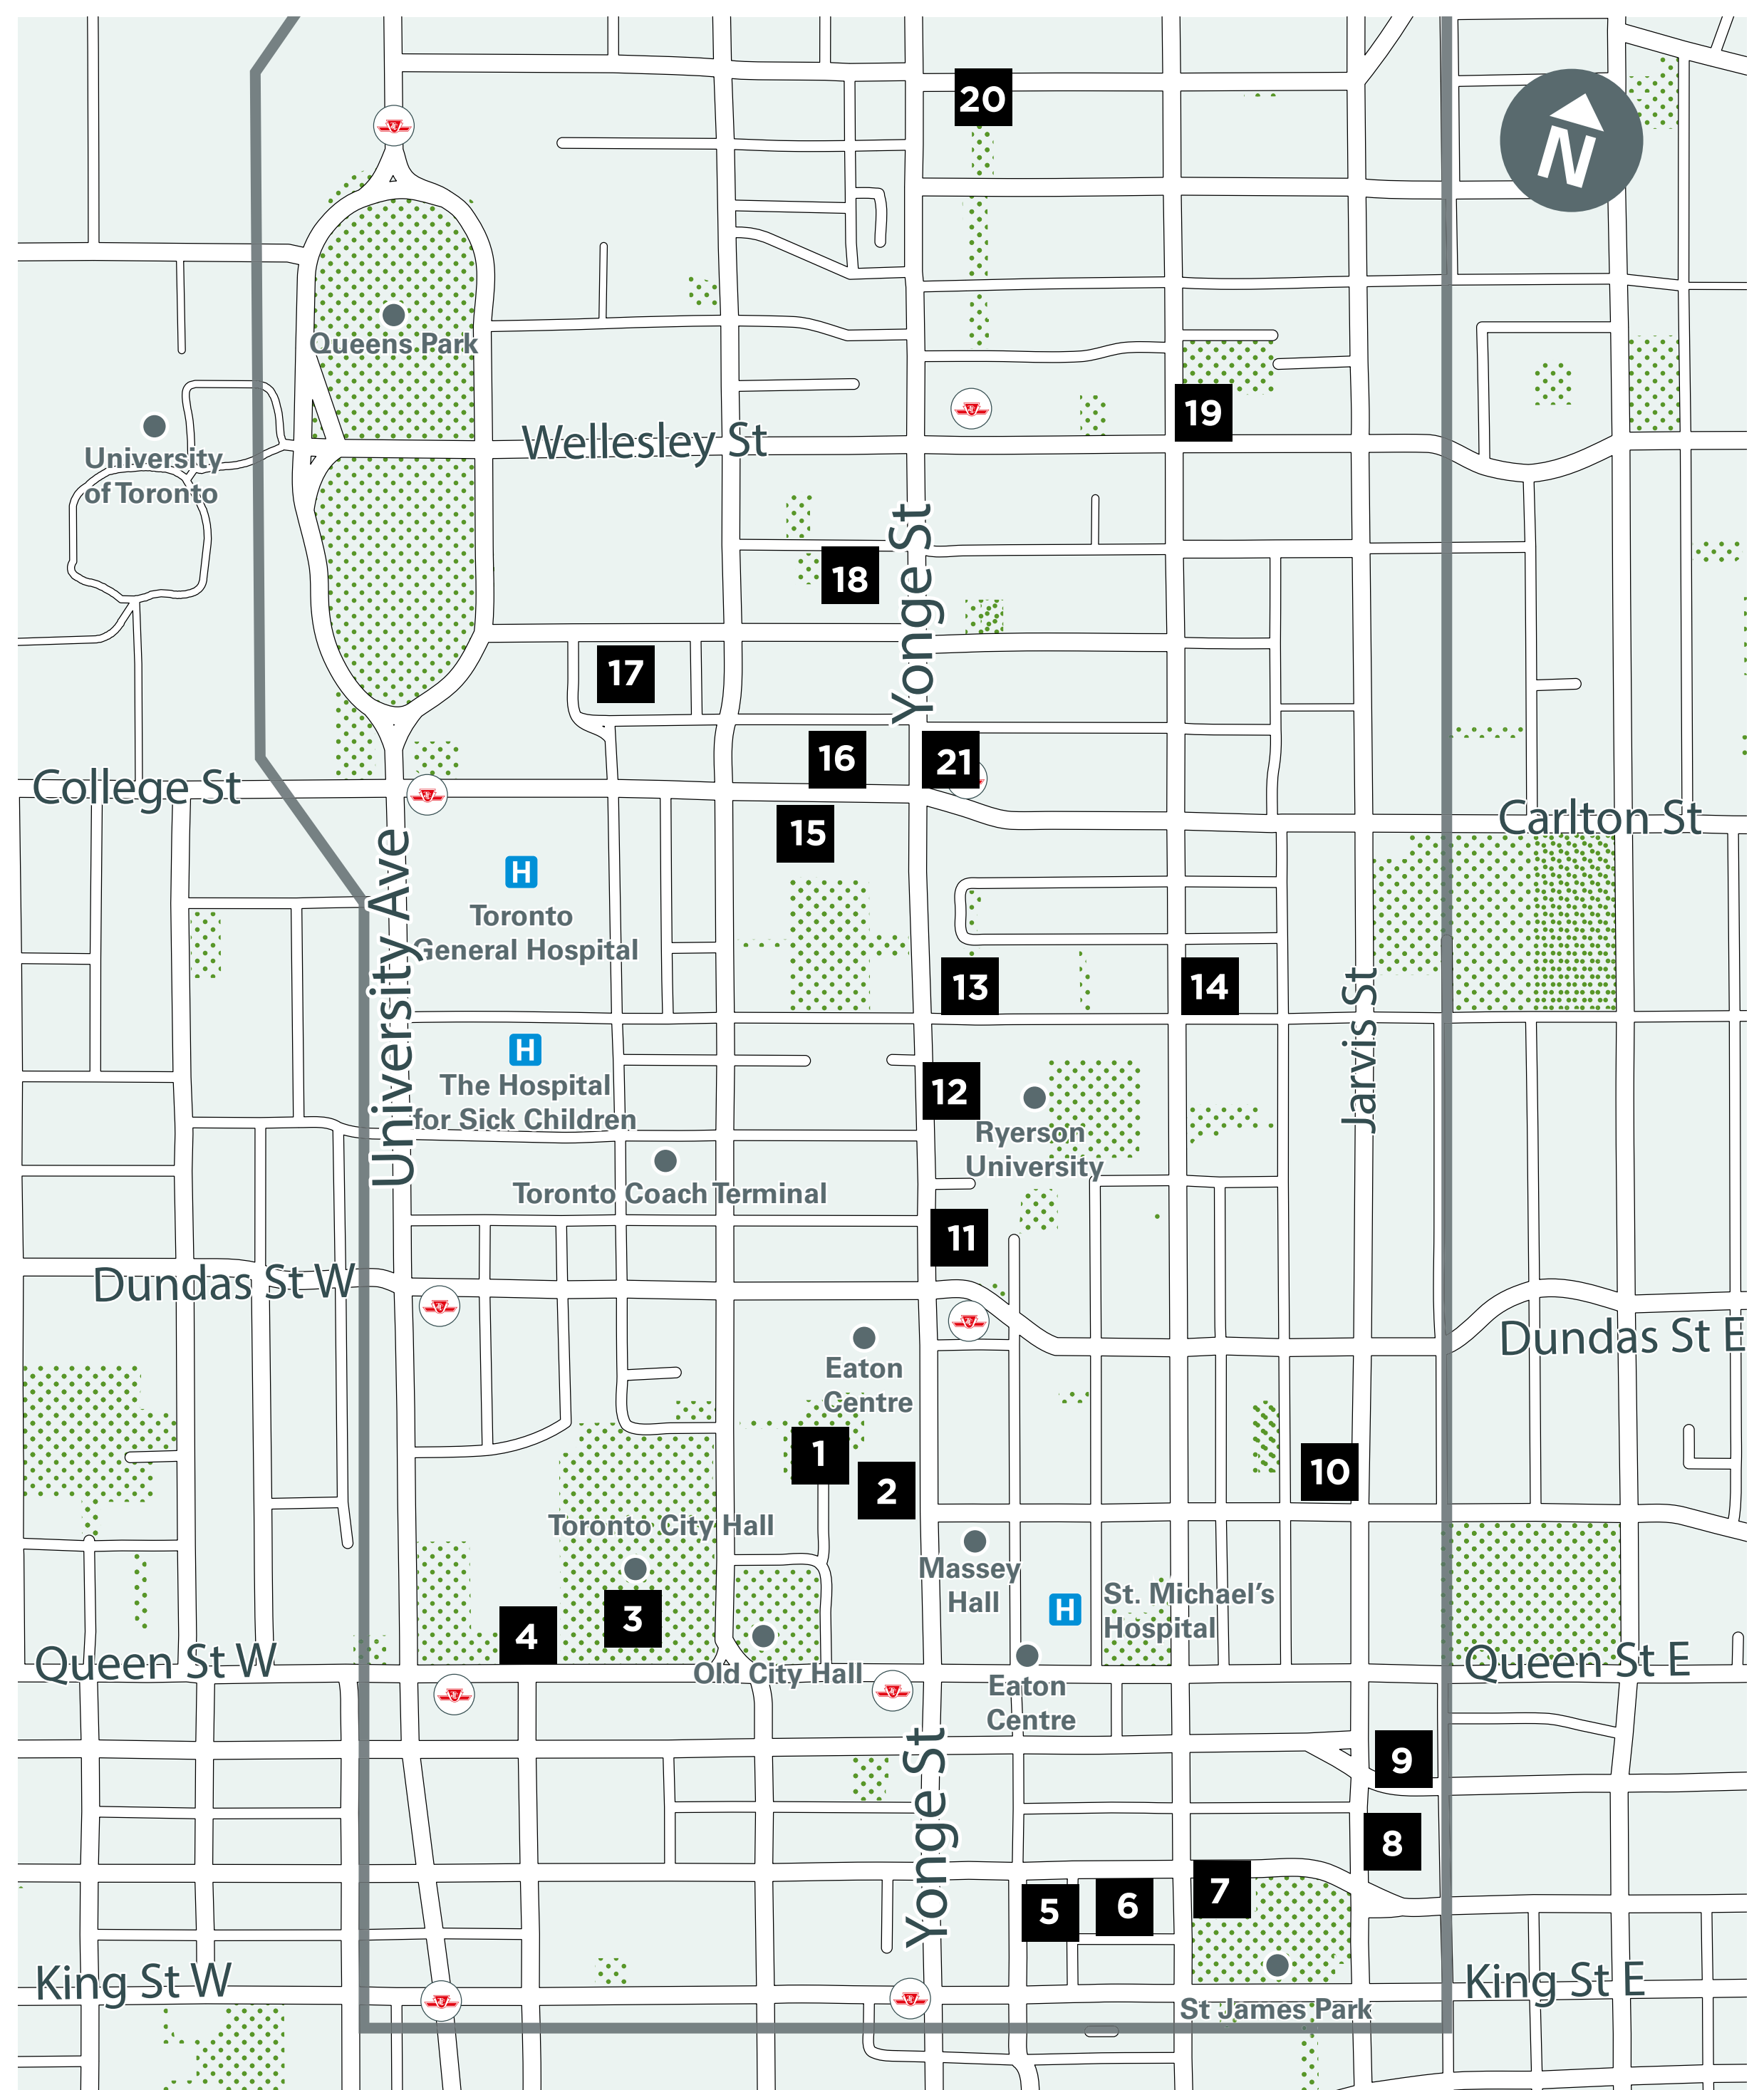 20
N
Queens Park
19
Wellesley St
University
of Toronto
Yonge St
18
17
16
21
College St
Carlton St
15
H
Toronto
General Hospital
University Ave
13
14
Jarvis St
H
The Hospital
for Sick Children
12
Ryerson
University
Toronto Coach Terminal
11
Dundas St W
Dundas St E
Eaton
Centre
1
2
10
Toronto City Hall
Massey
Hall
H
St. Michael's
Hospital
3
4
Old City Hall
Queen St W
Queen St E
Eaton
Centre
Yonge St
9
8
7
5
6
King St W
King St E
St James Park